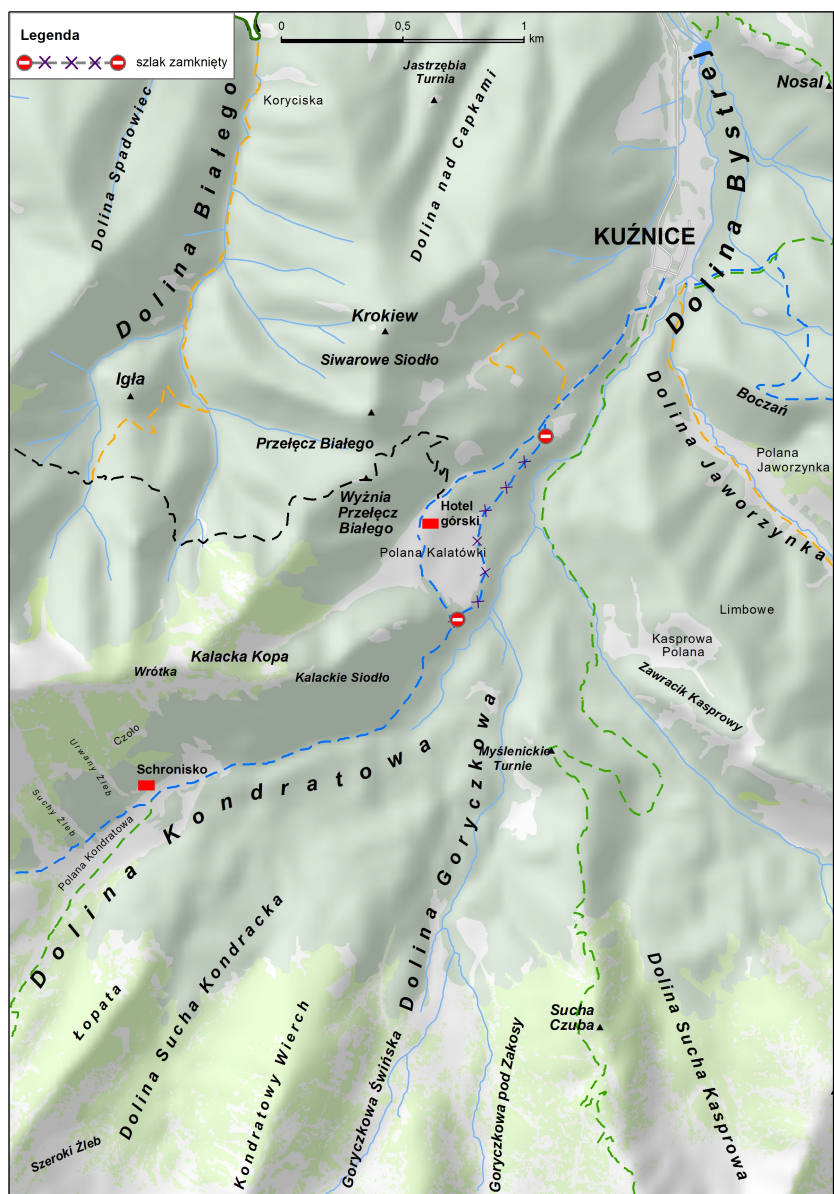 Legenda
szlak zamknięty
0
0,5
1
km
Jastrzębia
Turnia
Nosal
Koryciska
Dolina Spadowiec
Dolina Białego
Dolina nad Capkami
Dolina Bystrej
KUŹNICE
Krokiew
Siwarowe Siodło
Igła
Boczań
Przełęcz Białego
Dolina Jaworzynka
Polana
Jaworzynka
Wyżnia
Przełęcz
Białego
Hotel
górski
Polana Kalatówki
Limbowe
Kasprowa
Polana
Kalacka Kopa
Wrótka
Kalackie Siodło
Zawracik Kasprowy
Czoło
Urwany Żleb
Suchy Żleb
Schronisko
Myślenickie
Turnie
Polana Kondratowa
Dolina Kondratowa
Dolina Goryczkowa
Łopata
Dolina Sucha Kondracka
Kondratowy Wierch
Goryczkowa Świńska
Goryczkowa pod Zakosy
Sucha
Czuba
Dolina Sucha Kasprowa
Szeroki Żleb